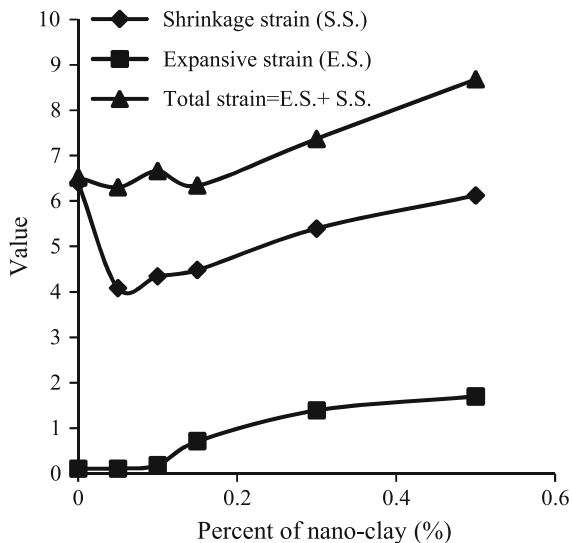 10
9
8
7
6
5
4
3
2
1
0
Value
Shrinkage strain (S.S.)
Expansive strain (E.S.)
Total strain=E.S.+ S.S.
0 0.2 0.4 0.6
Percent of nano-clay (%)